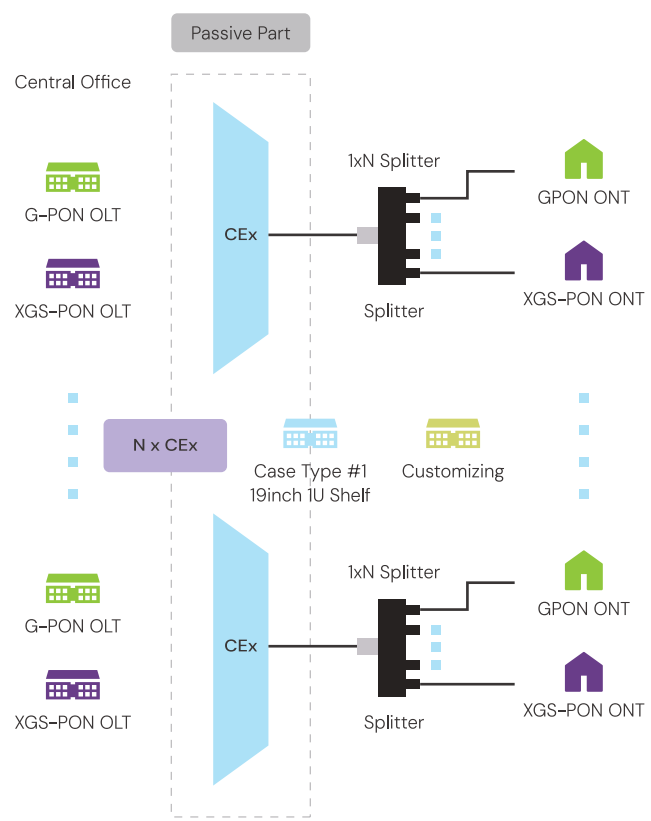 Passive Part
Central Office
1xN Splitter
G-PON OLT
GPON ONT
CEx
XGS-PON OLT
Splitter
XGS-PON ONT
N x CEx
Case Type #1
19inch 1U Shelf
Customizing
1xN Splitter
G-PON OLT
GPON ONT
CEx
XGS-PON OLT
Splitter
XGS-PON ONT